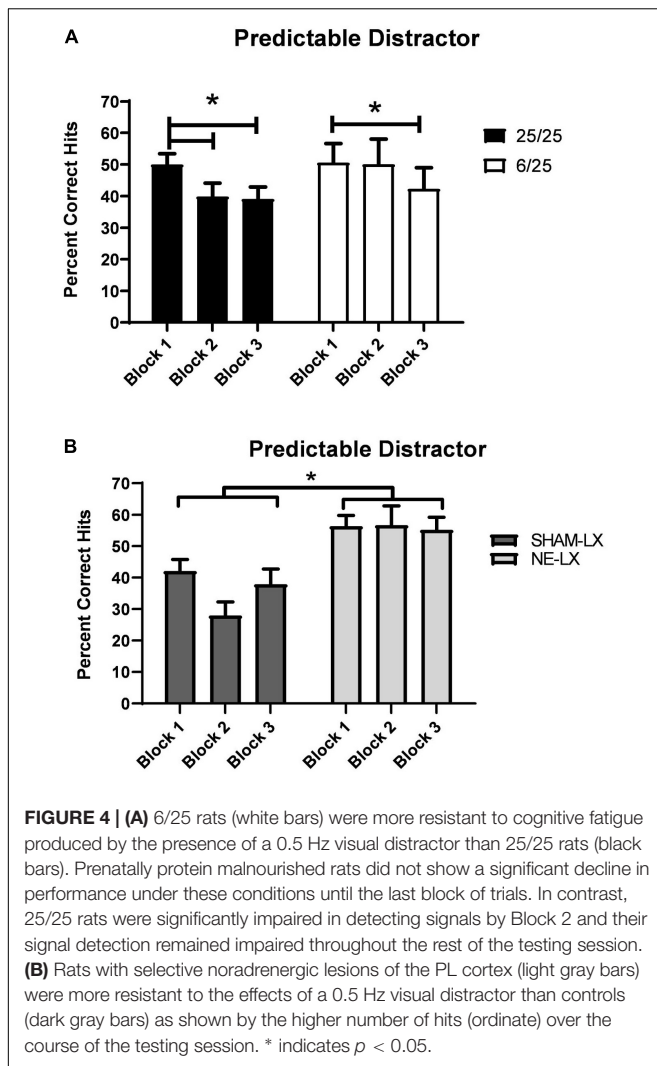 A
Predictable Distractor
Percent Correct Hits
70
60
50
40
30
20
10
0
*
*
Block 1
Block 2
Block 3
Block 1
Block 2
Block 3
25/25
6/25
B
Predictable Distractor
Percent Correct Hits
70
60
50
40
30
20
10
0
*
Block 1
Block 2
Block 3
Block 1
Block 2
Block 3
SHAM-LX
NE-LX
FIGURE 4 | (A) 6/25 rats (white bars) were more resistant to cognitive fatigue
produced by the presence of a 0.5 Hz visual distractor than 25/25 rats (black
bars). Prenatally protein malnourished rats did not show a significant decline in
performance under these conditions until the last block of trials. In contrast,
25/25 rats were significantly impaired in detecting signals by Block 2 and their
signal detection remained impaired throughout the rest of the testing session.
(B) Rats with selective noradrenergic lesions of the PL cortex (light gray bars)
were more resistant to the effects of a 0.5 Hz visual distractor than controls
(dark gray bars) as shown by the higher number of hits (ordinate) over the
course of the testing session. * indicates p < 0.05.